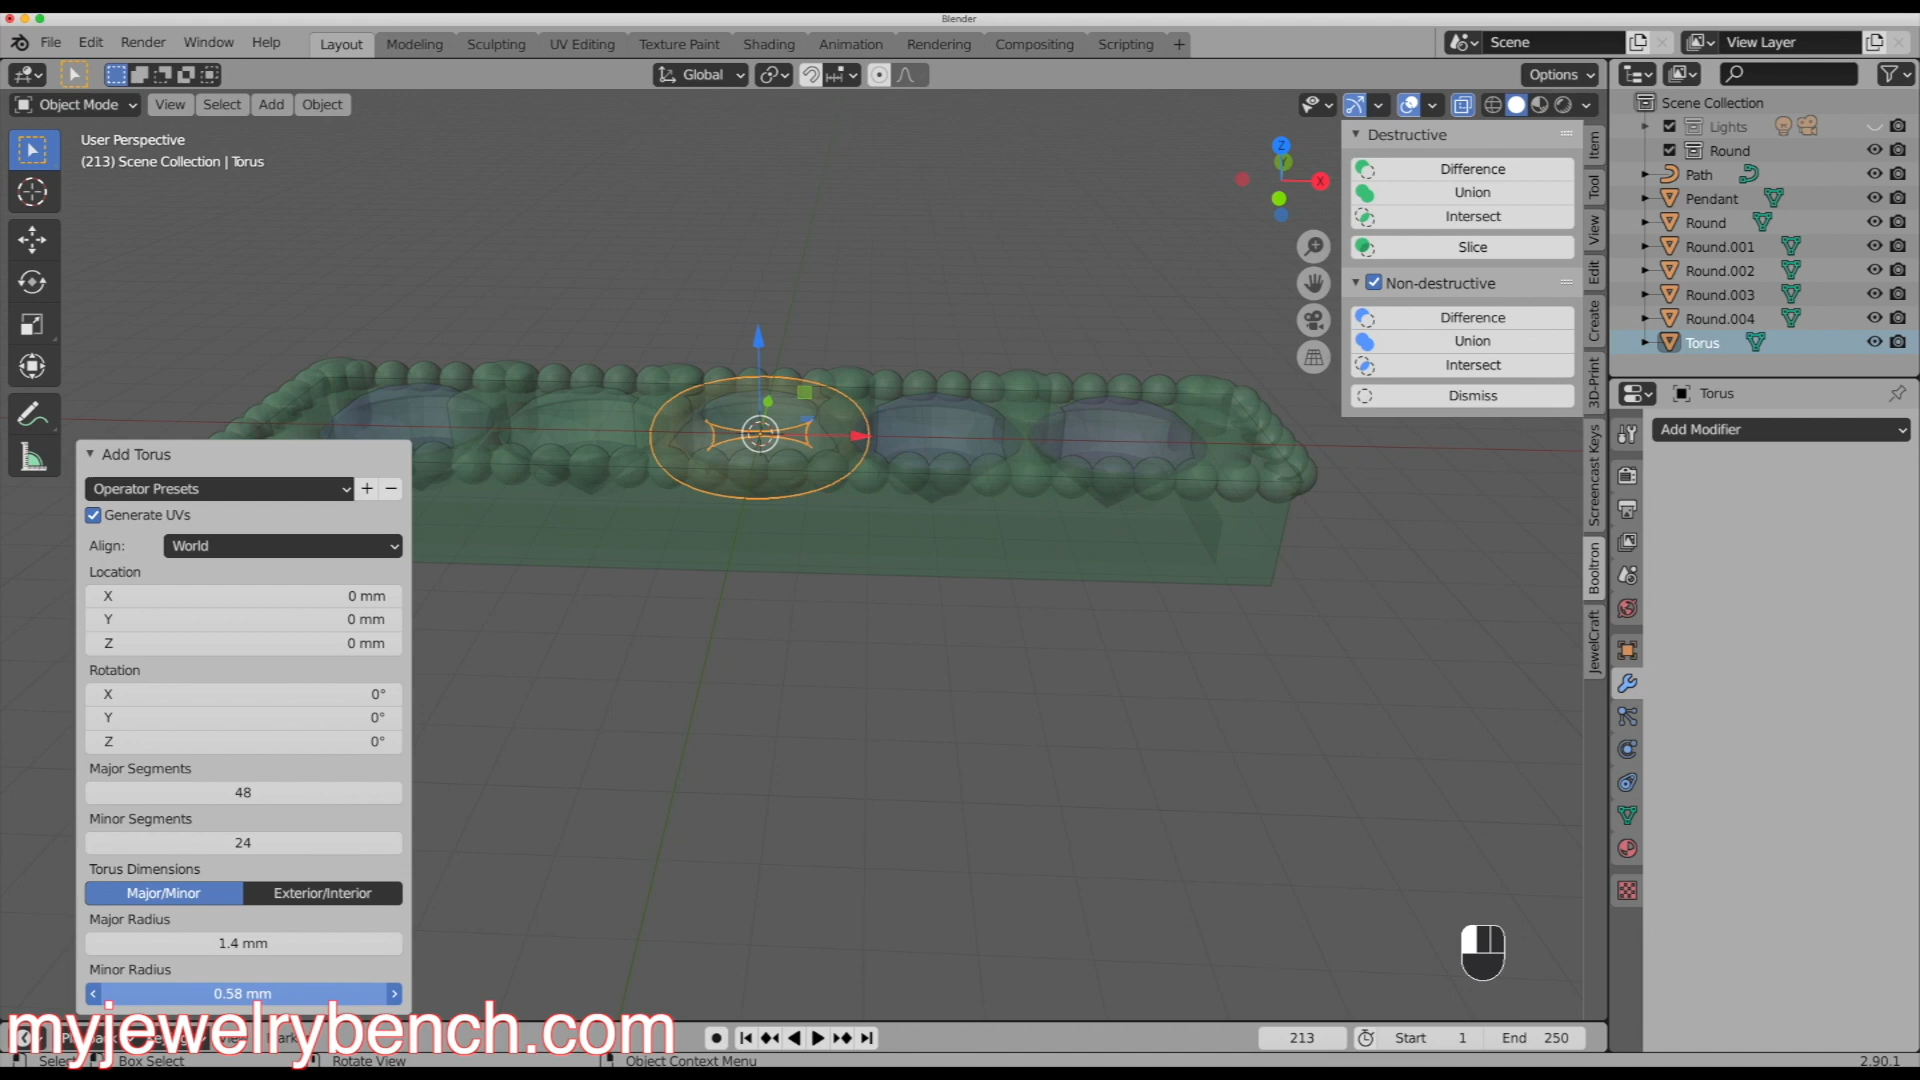 Blender
File Edit Render Window Help Layout Modeling Sculpting UV Editing Texture Paint Shading Animation Rendering Compositing Scripting + Scene View Layer
Global Options
Object Mode View Select Add Object
User Perspective
(213) Scene Collection | Torus
Z
Y
X
Destructive
Difference
Union
Intersect
Slice
Non-destructive
Difference
Union
Intersect
Dismiss
Item
Tool
View
Edit
Create
3D-Print
Screencast Keys
Booltron
JewelCraft
Scene Collection
Lights
Round
Path
Pendant
Round
Round.001
Round.002
Round.003
Round.004
Torus
Torus
Add Modifier
Add Torus
Operator Presets + −
Generate UVs
Align: World
Location
X 0 mm
Y 0 mm
Z 0 mm
Rotation
X 0°
Y 0°
Z 0°
Major Segments
48
Minor Segments
24
Torus Dimensions
Major/Minor Exterior/Interior
Major Radius
1.4 mm
Minor Radius
0.58 mm
myjewelrybench.com
213 Start 1 End 250
Select Box Select Rotate View Object Context Menu 2.90.1